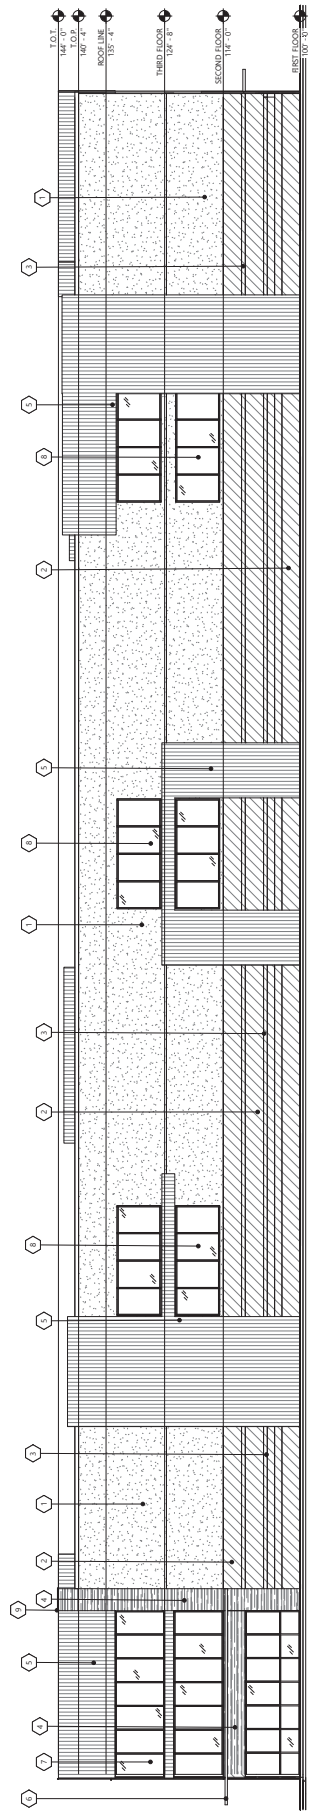 T.O.T.
144' - 0"
T.O.P.
140' - 4"
ROOF LINE
135' - 4"
THIRD FLOOR
124' - 8"
SECOND FLOOR
114' - 0"
FIRST FLOOR
100' - 0"
1
3
5
8
2
5
8
1
3
2
8
5
3
1
2
4
9
5
4
7
6